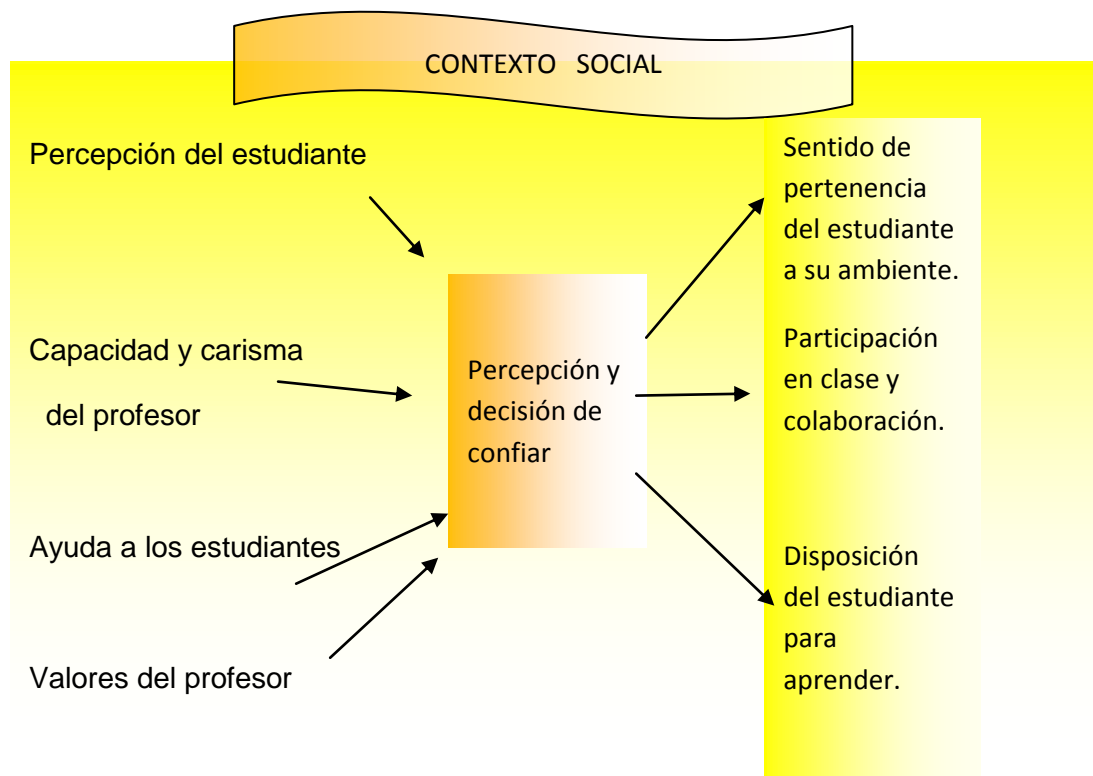 CONTEXTO SOCIAL
Percepción del estudiante
Capacidad y carisma
del profesor
Ayuda a los estudiantes
Valores del profesor
Percepción y
decisión de
confiar
Sentido de
pertenencia
del estudiante
a su ambiente.
Participación
en clase y
colaboración.
Disposición
del estudiante
para
aprender.